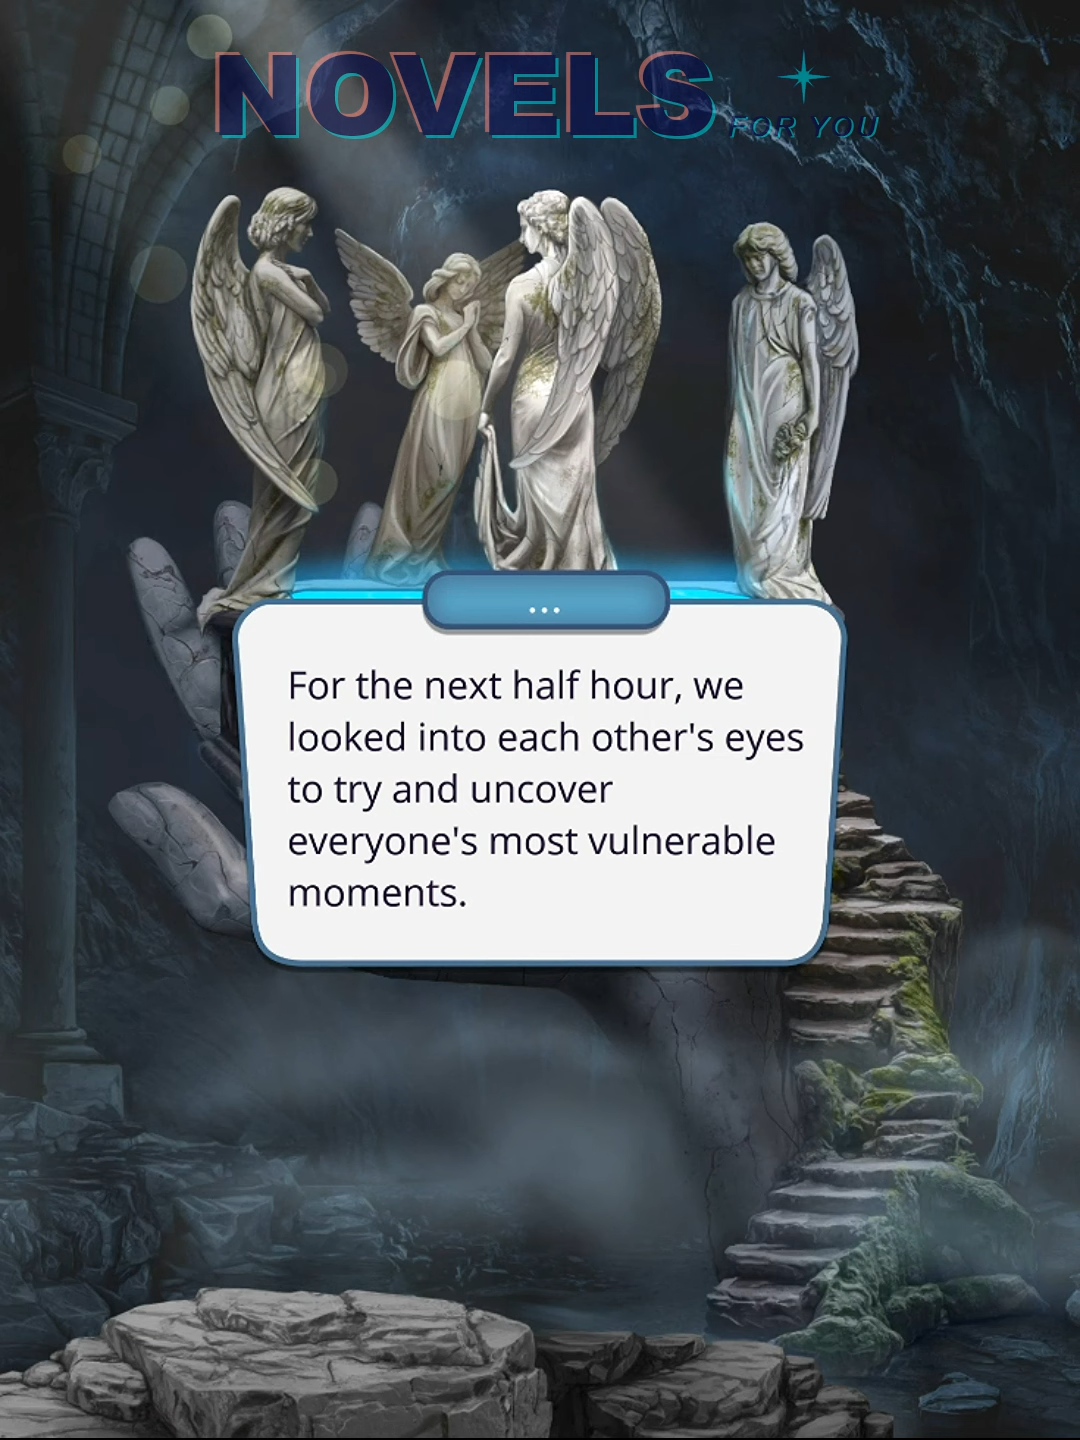 NOVELS
FOR YOU
...
For the next half hour, we
looked into each other's eyes
to try and uncover
everyone's most vulnerable
moments.